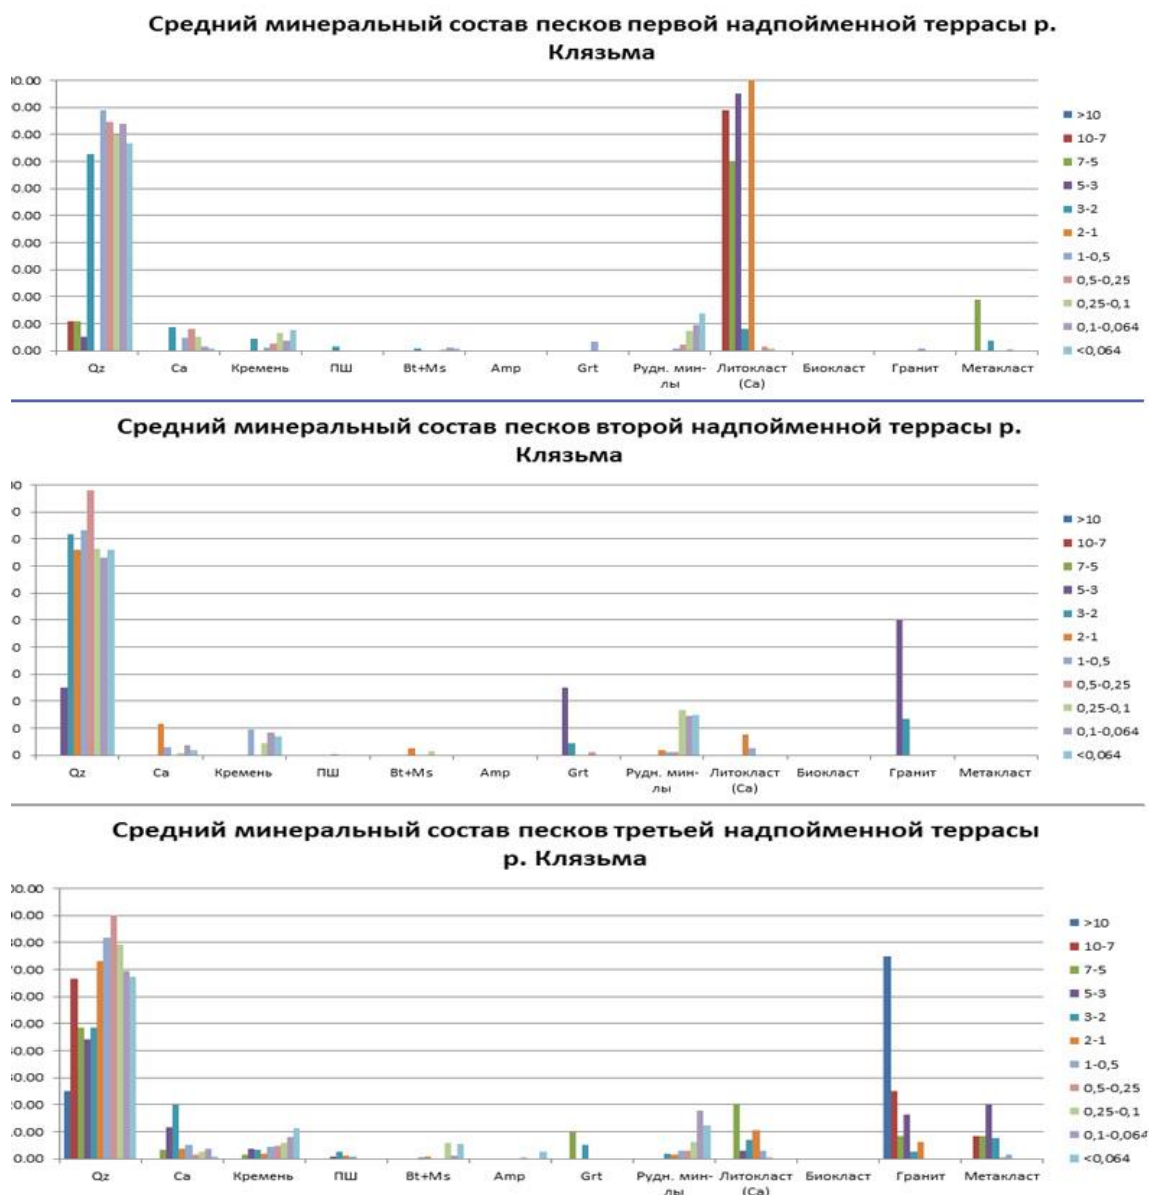 Средний минеральный состав песков первой надпойменной террасы р.
Клязьма
>10
10-7
7-5
5-3
3-2
2-1
1-0,5
0,5-0,25
0,25-0,1
0,1-0,064
<0,064
Qz Ca Кремень ПШ Bt+Ms Amp Grt Рудн. мин- Литокласт Биокласт Гранит Метакласт
лы (Ca)
Средний минеральный состав песков второй надпойменной террасы р.
Клязьма
>10
10-7
7-5
5-3
3-2
2-1
1-0,5
0,5-0,25
0,25-0,1
0,1-0,064
<0,064
Qz Ca Кремень ПШ Bt+Ms Amp Grt Рудн. мин- Литокласт Биокласт Гранит Метакласт
лы (Ca)
Средний минеральный состав песков третьей надпойменной террасы
р. Клязьма
>10
10-7
7-5
5-3
3-2
2-1
1-0,5
0,5-0,25
0,25-0,1
0,1-0,064
<0,064
Qz Ca Кремень ПШ Bt+Ms Amp Grt Рудн. мин- Литокласт Биокласт Гранит Метакласт
лы (Ca)